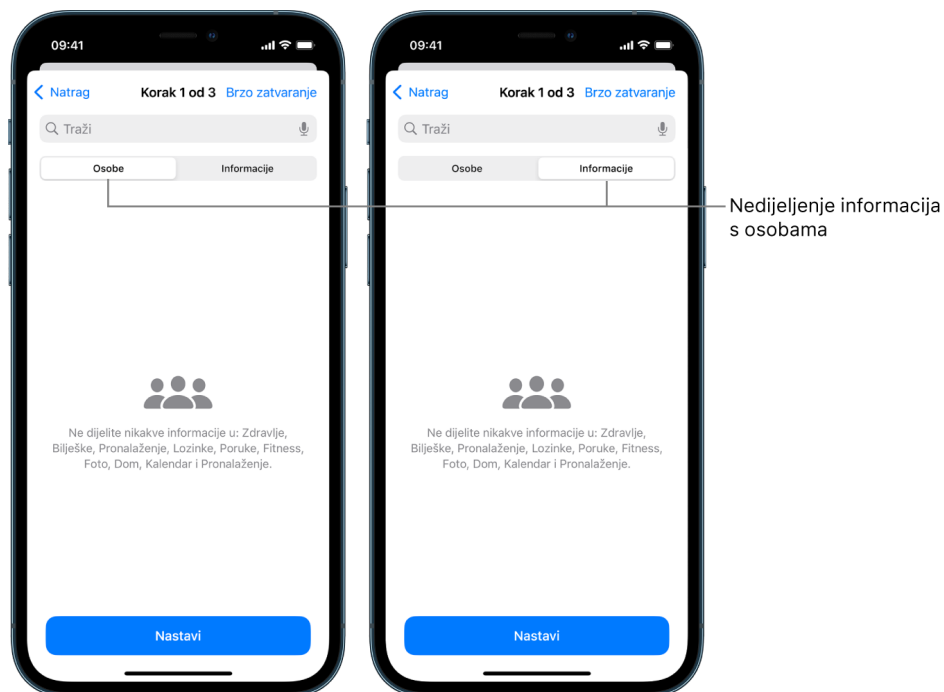 09:41
Natrag
Korak 1 od 3
Brzo zatvaranje
Traži
Osobe
Informacije
Ne dijelite nikakve informacije u: Zdravlje,
Bilješke, Pronalaženje, Lozinke, Poruke, Fitness,
Foto, Dom, Kalendar i Pronalaženje.
Nastavi
09:41
Natrag
Korak 1 od 3
Brzo zatvaranje
Traži
Osobe
Informacije
Ne dijelite nikakve informacije u: Zdravlje,
Bilješke, Pronalaženje, Lozinke, Poruke, Fitness,
Foto, Dom, Kalendar i Pronalaženje.
Nastavi
Nedijeljenje informacija
s osobama